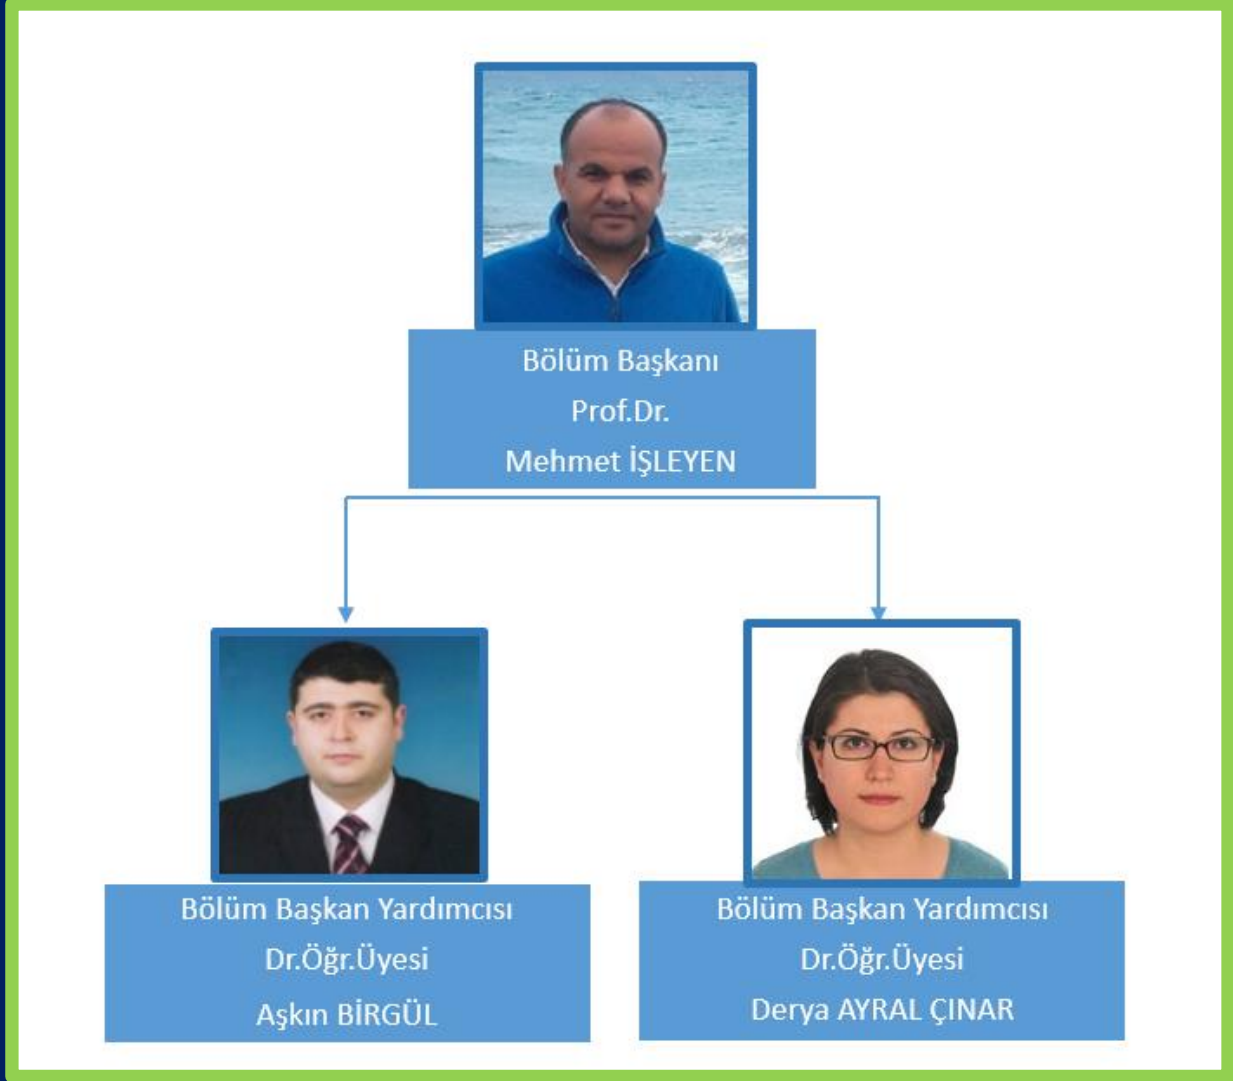 Bölüm Başkanı
Prof.Dr.
Mehmet İŞLEYEN
Bölüm Başkan Yardımcısı
Dr.Öğr.Üyesi
Aşkın BİRGÜL
Bölüm Başkan Yardımcısı
Dr.Öğr.Üyesi
Derya AYRAL ÇINAR